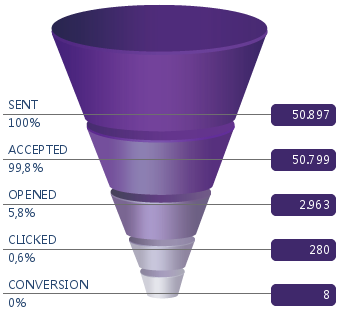 SENT
100% 50.897
ACCEPTED
99,8% 50.799
OPENED
5,8% 2.963
CLICKED
0,6% 280
CONVERSION
0% 8